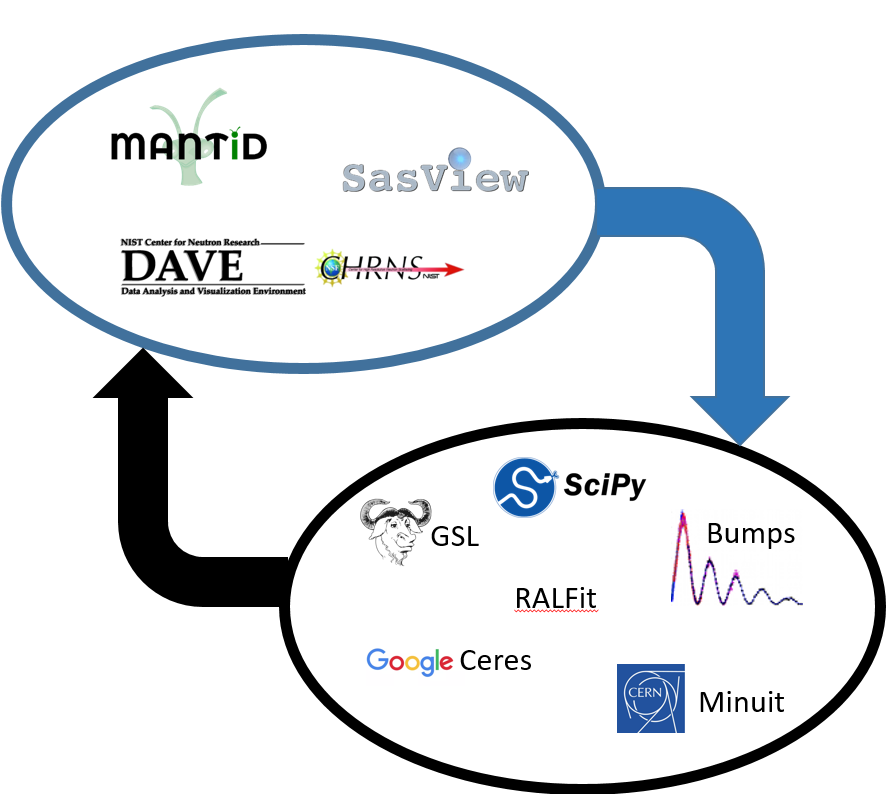 MANTiD
SasView
NIST Center for Neutron Research
DAVE
Data Analysis and Visualization Environment
CHRNS
NIST
SciPy
GSL
Bumps
RALFit
Google Ceres
CERN
Minuit